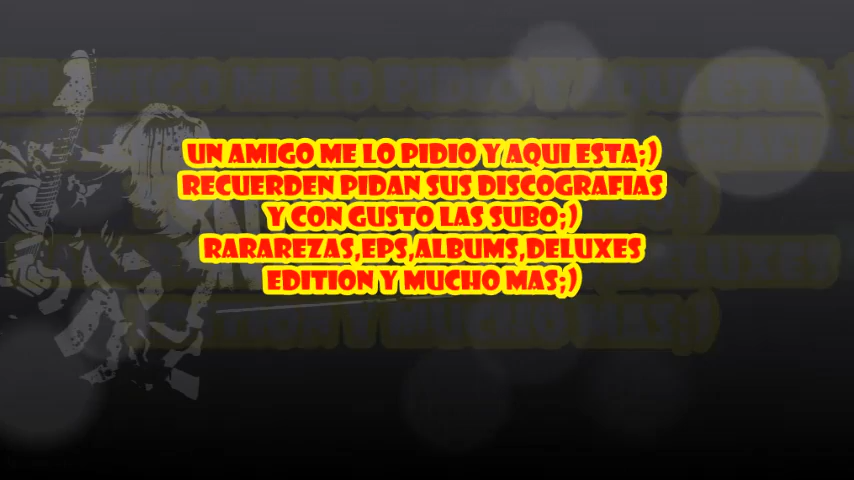 UN AMIGO ME LO PIDIO Y AQUI ESTA;)
RECUERDEN PIDAN SUS DISCOGRAFIAS
Y CON GUSTO LAS SUBO;)
RARAREZAS,EPS,ALBUMS,DELUXES
EDITION Y MUCHO MAS;)